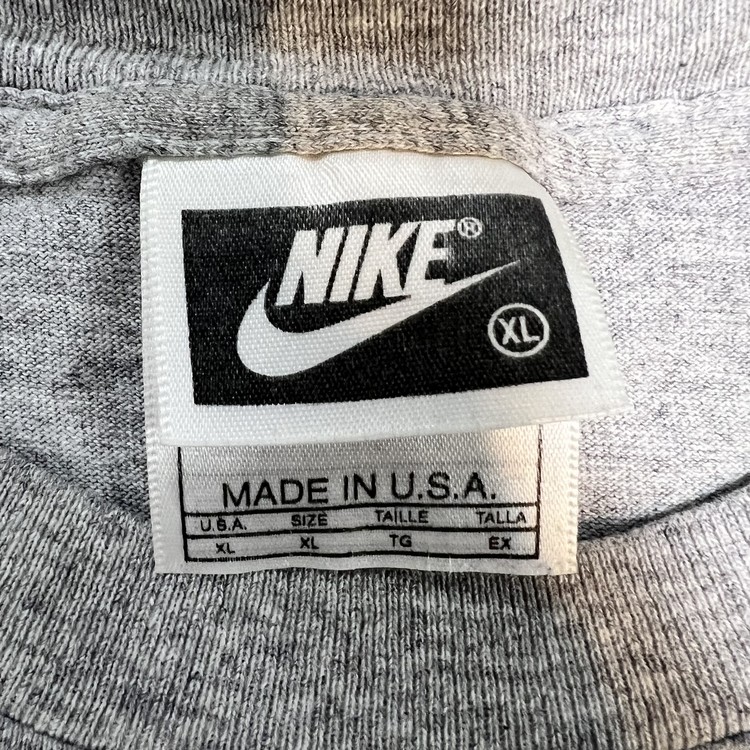 NIKE®
XL
MADE IN U.S.A.
U.S.A. SIZE TAILLE TALLA
XL XL TG EX